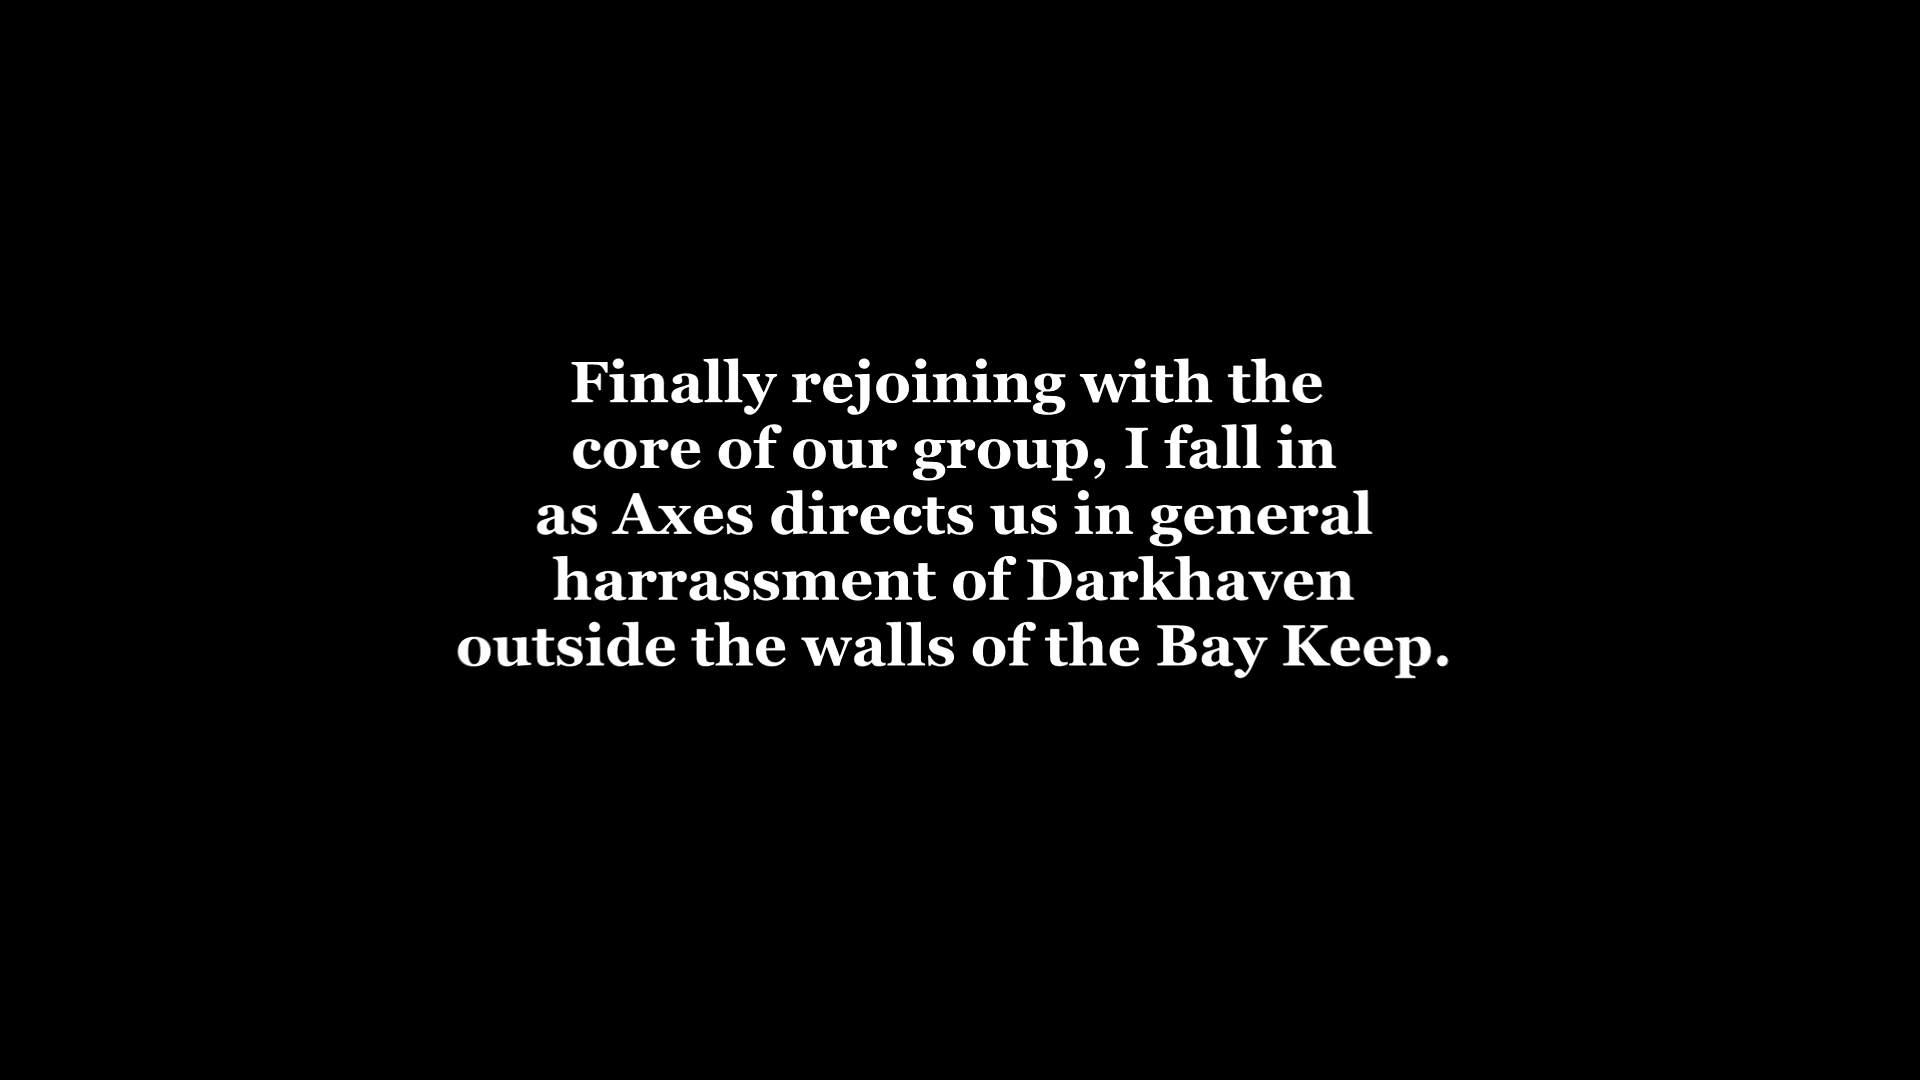 Finally rejoining with the
core of our group, I fall in
as Axes directs us in general
harrassment of Darkhaven
outside the walls of the Bay Keep.